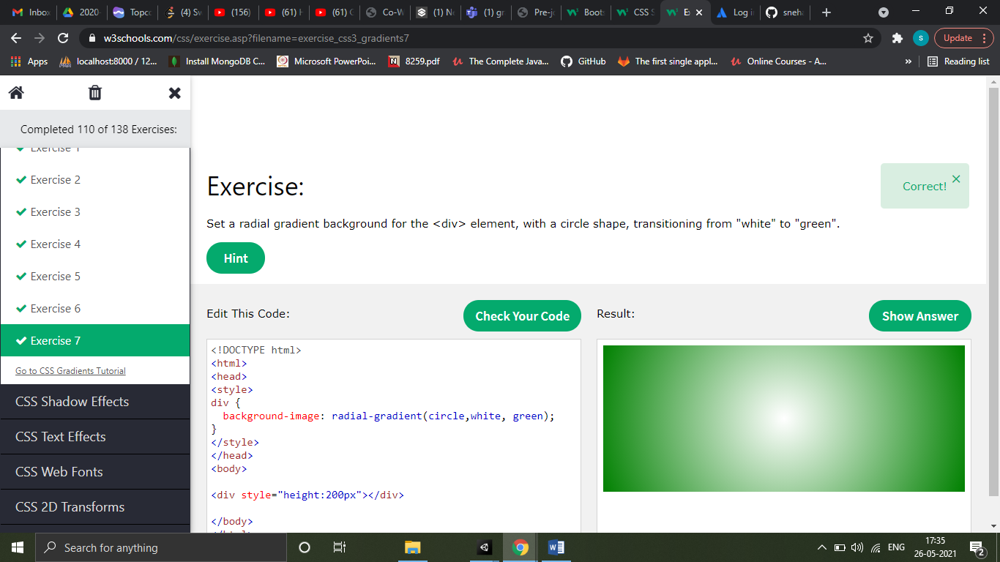 Inbox
2020-
Topco
(4) Sw
(156)
(61) H
(61) C
Co-W
(1) Ne
(1) gr
Pre-jo
Boots
CSS S
Ex
Log i
sneha
w3schools.com/css/exercise.asp?filename=exercise_css3_gradients7
s
Update
Apps
localhost:8000 / 12...
Install MongoDB C...
Microsoft PowerPoi...
8259.pdf
The Complete Java...
GitHub
The first single appl...
Online Courses - A...
»
Reading list
Completed 110 of 138 Exercises:
Exercise 1
Exercise 2
Exercise 3
Exercise 4
Exercise 5
Exercise 6
Exercise 7
Go to CSS Gradients Tutorial
CSS Shadow Effects
CSS Text Effects
CSS Web Fonts
CSS 2D Transforms
Exercise:
Correct!
Set a radial gradient background for the <div> element, with a circle shape, transitioning from "white" to "green".
Hint
Edit This Code:
Check Your Code
Result:
Show Answer
<!DOCTYPE html>
<html>
<head>
<style>
div {
background-image: radial-gradient(circle,white, green);
}
</style>
</head>
<body>
<div style="height:200px"></div>
</body>
Search for anything
ENG
17:35
26-05-2021
2